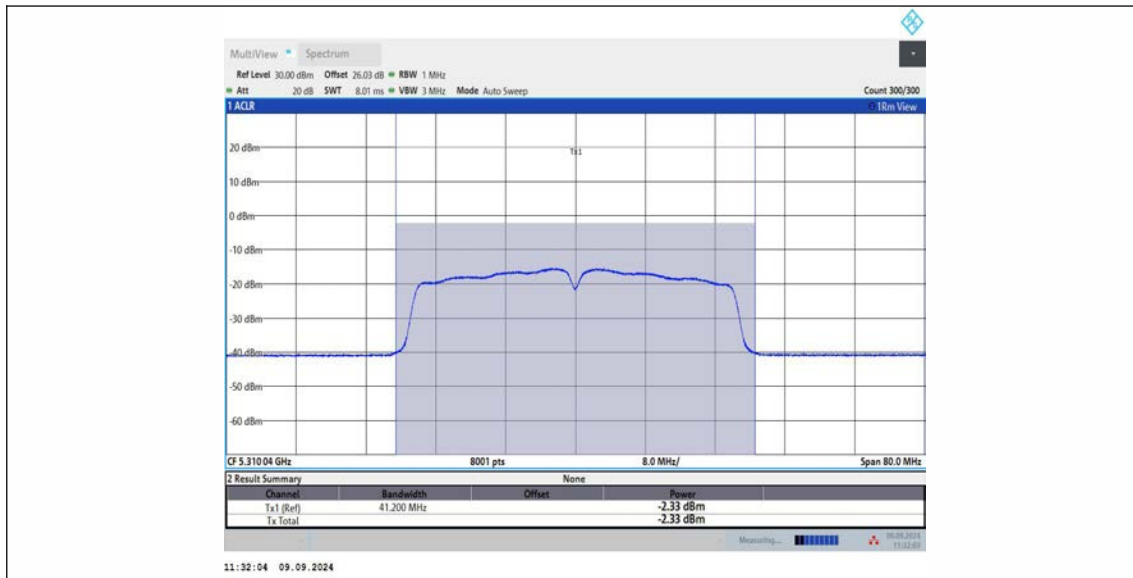 MultiView Spectrum
Ref Level 30.00 dBm Offset 26.03 dB RBW 1 MHz
Att 20 dB SWT 8.01 ms VBW 3 MHz Mode Auto Sweep Count 300/300
1 ACLR 1Rm View
Tx1
20 dBm
10 dBm
0 dBm
-10 dBm
-20 dBm
-30 dBm
-40 dBm
-50 dBm
-60 dBm
CF 5.31004 GHz 8001 pts 8.0 MHz/ Span 80.0 MHz
2 Result Summary None
Channel Bandwidth Offset Power
Tx1 (Ref) 41.200 MHz -2.33 dBm
Tx Total -2.33 dBm
Measuring... 09.09.2024
11:32:04 09.09.2024